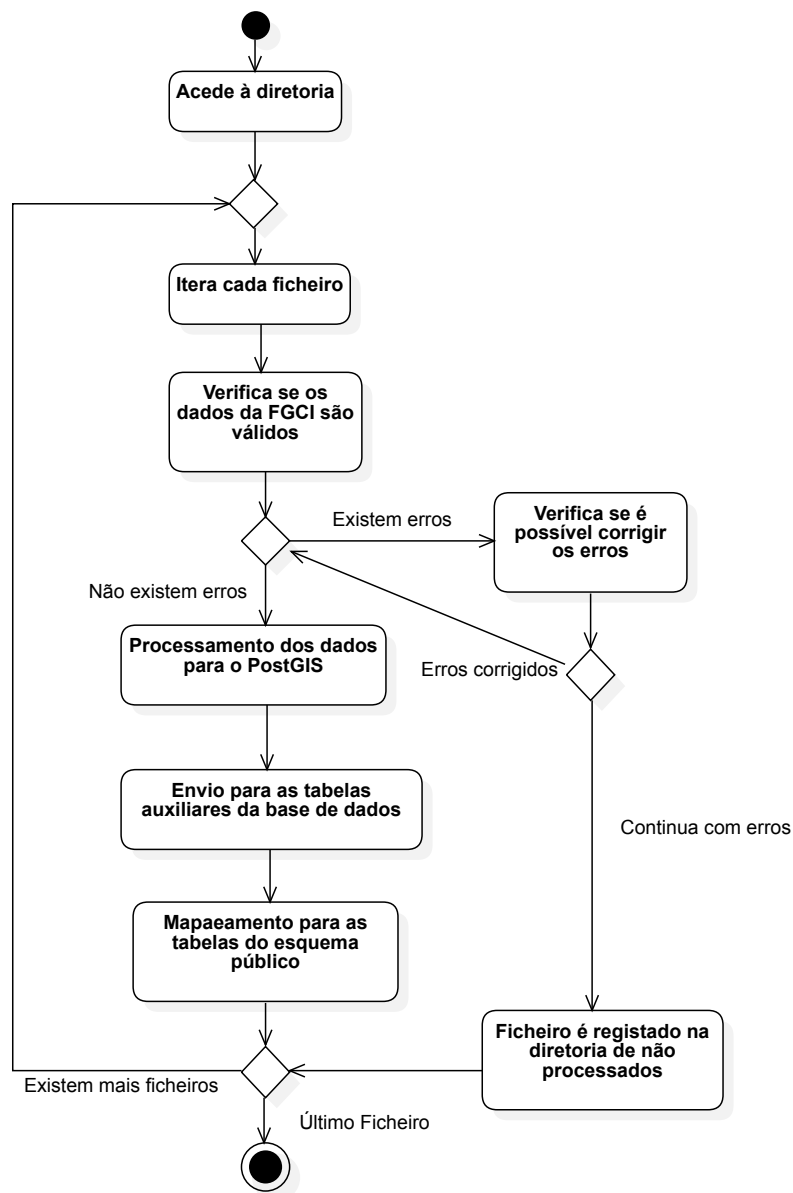 Acede à diretoria
Itera cada ficheiro
Verifica se os
dados da FGCI são
válidos
Existem erros
Verifica se é
possível corrigir
os erros
Não existem erros
Processamento dos dados
para o PostGIS
Erros corrigidos
Envio para as tabelas
auxiliares da base de dados
Continua com erros
Mapaeamento para as
tabelas do esquema
público
Ficheiro é registado na
diretoria de não
processados
Existem mais ficheiros
Último Ficheiro